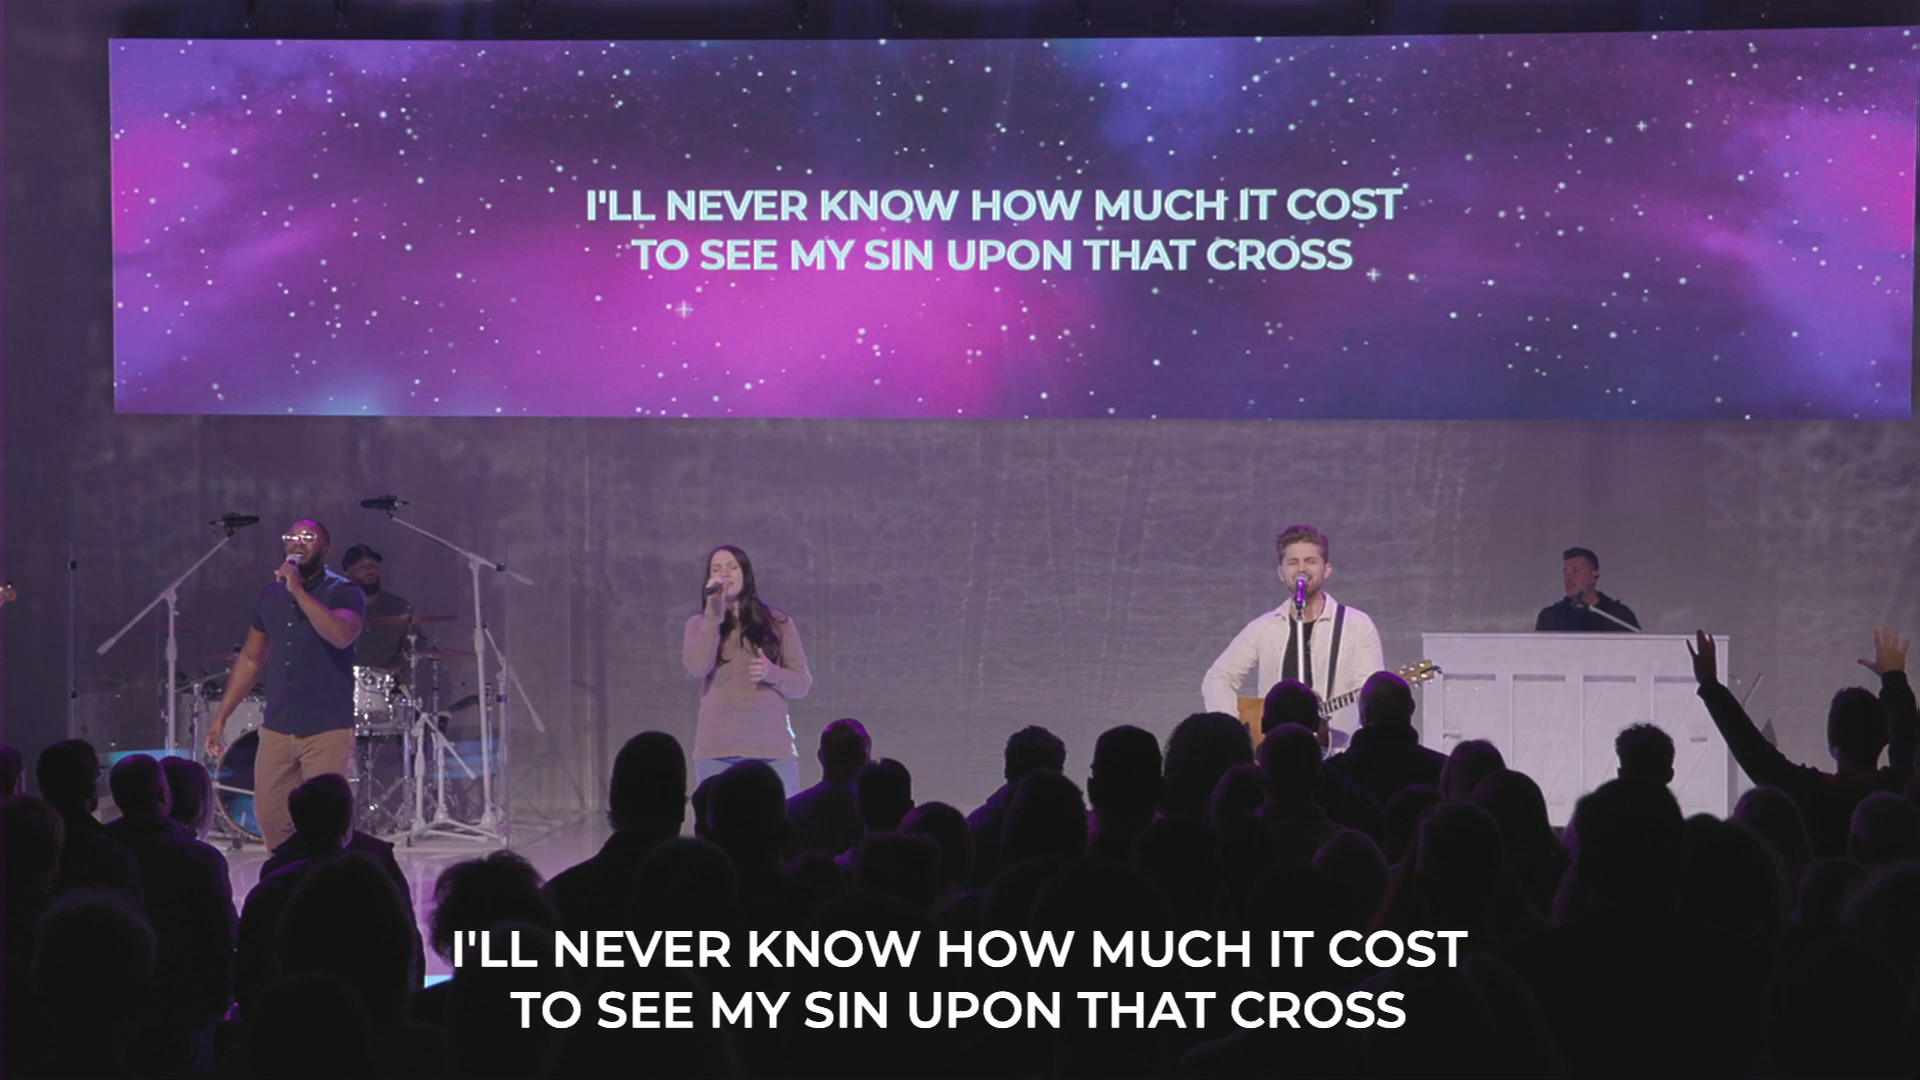 I'LL NEVER KNOW HOW MUCH IT COST
TO SEE MY SIN UPON THAT CROSS
I'LL NEVER KNOW HOW MUCH IT COST
TO SEE MY SIN UPON THAT CROSS